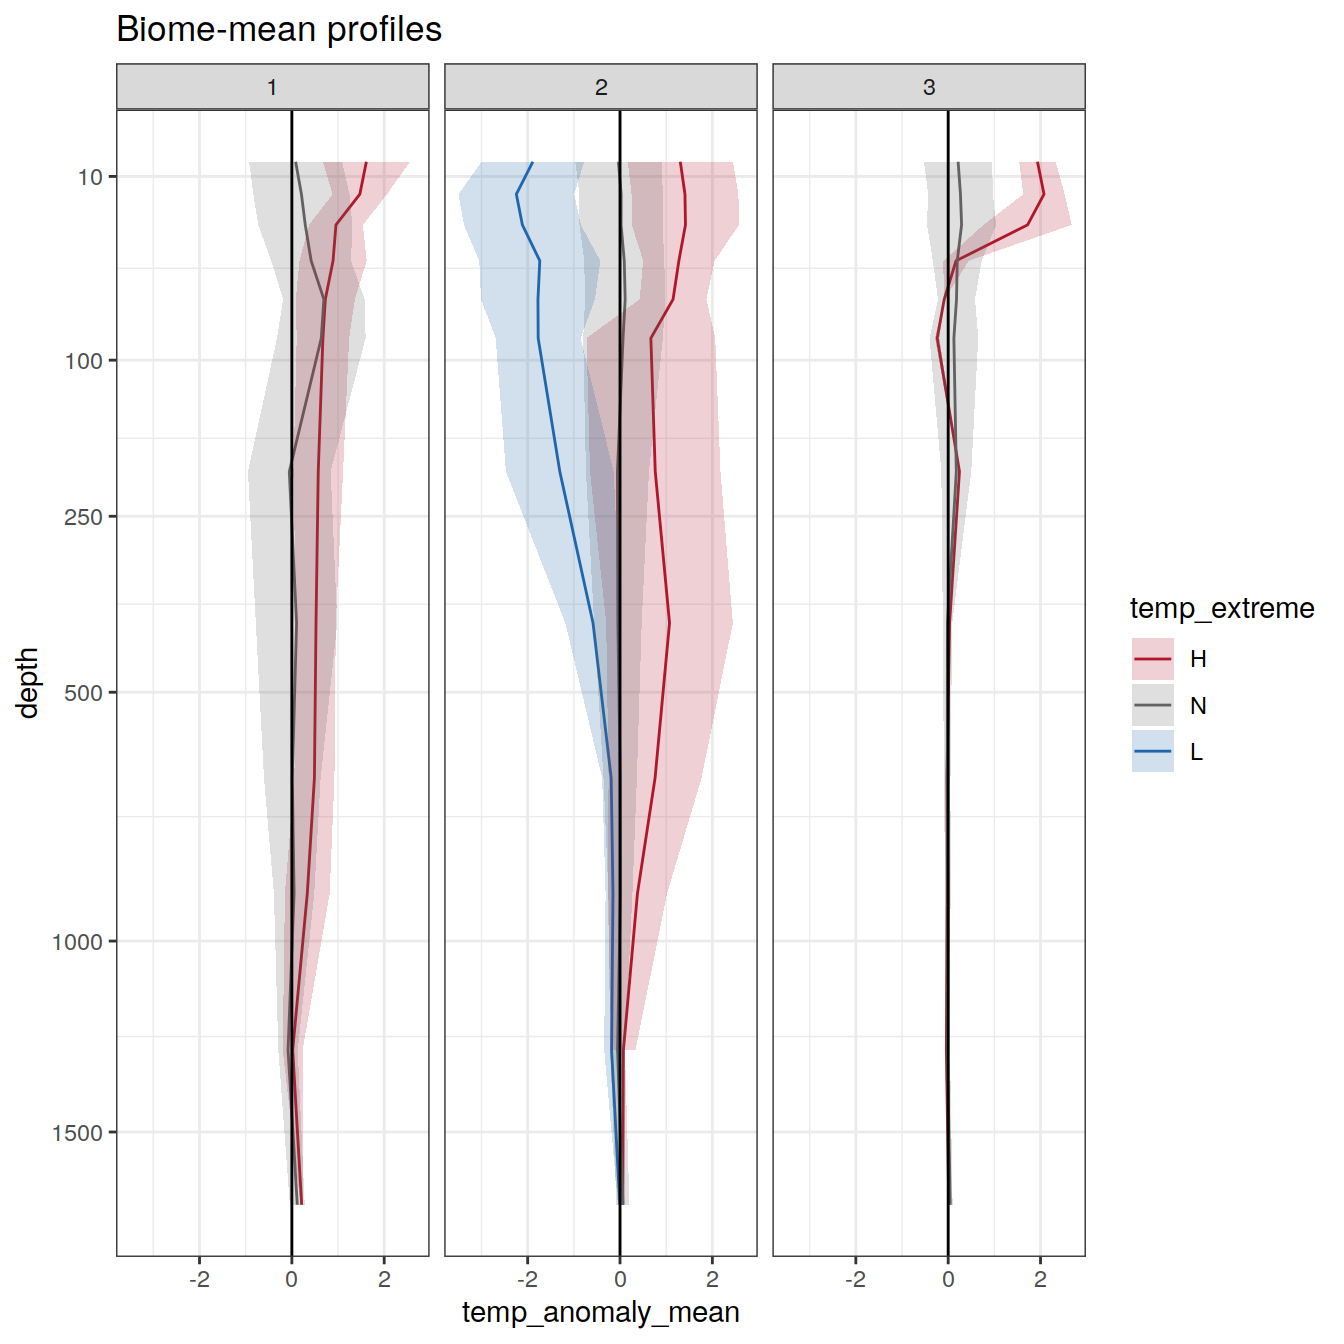 Biome-mean profiles
1 2 3
10
100
250
500
1000
1500
depth
-2 0 2 -2 0 2 -2 0 2
temp_anomaly_mean
temp_extreme
H
N
L